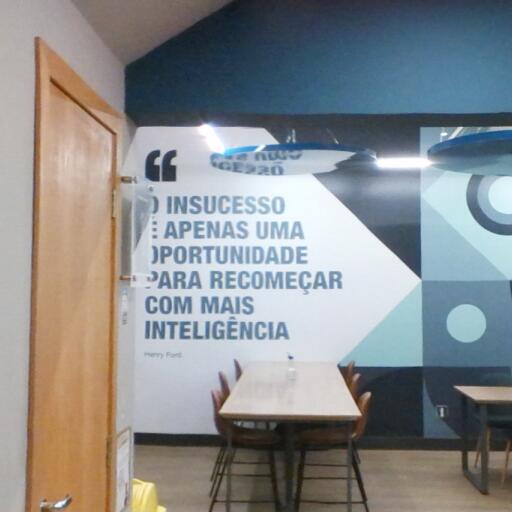 O INSUCESSO
É APENAS UMA
OPORTUNIDADE
PARA RECOMEÇAR
COM MAIS
INTELIGÊNCIA
Henry Ford